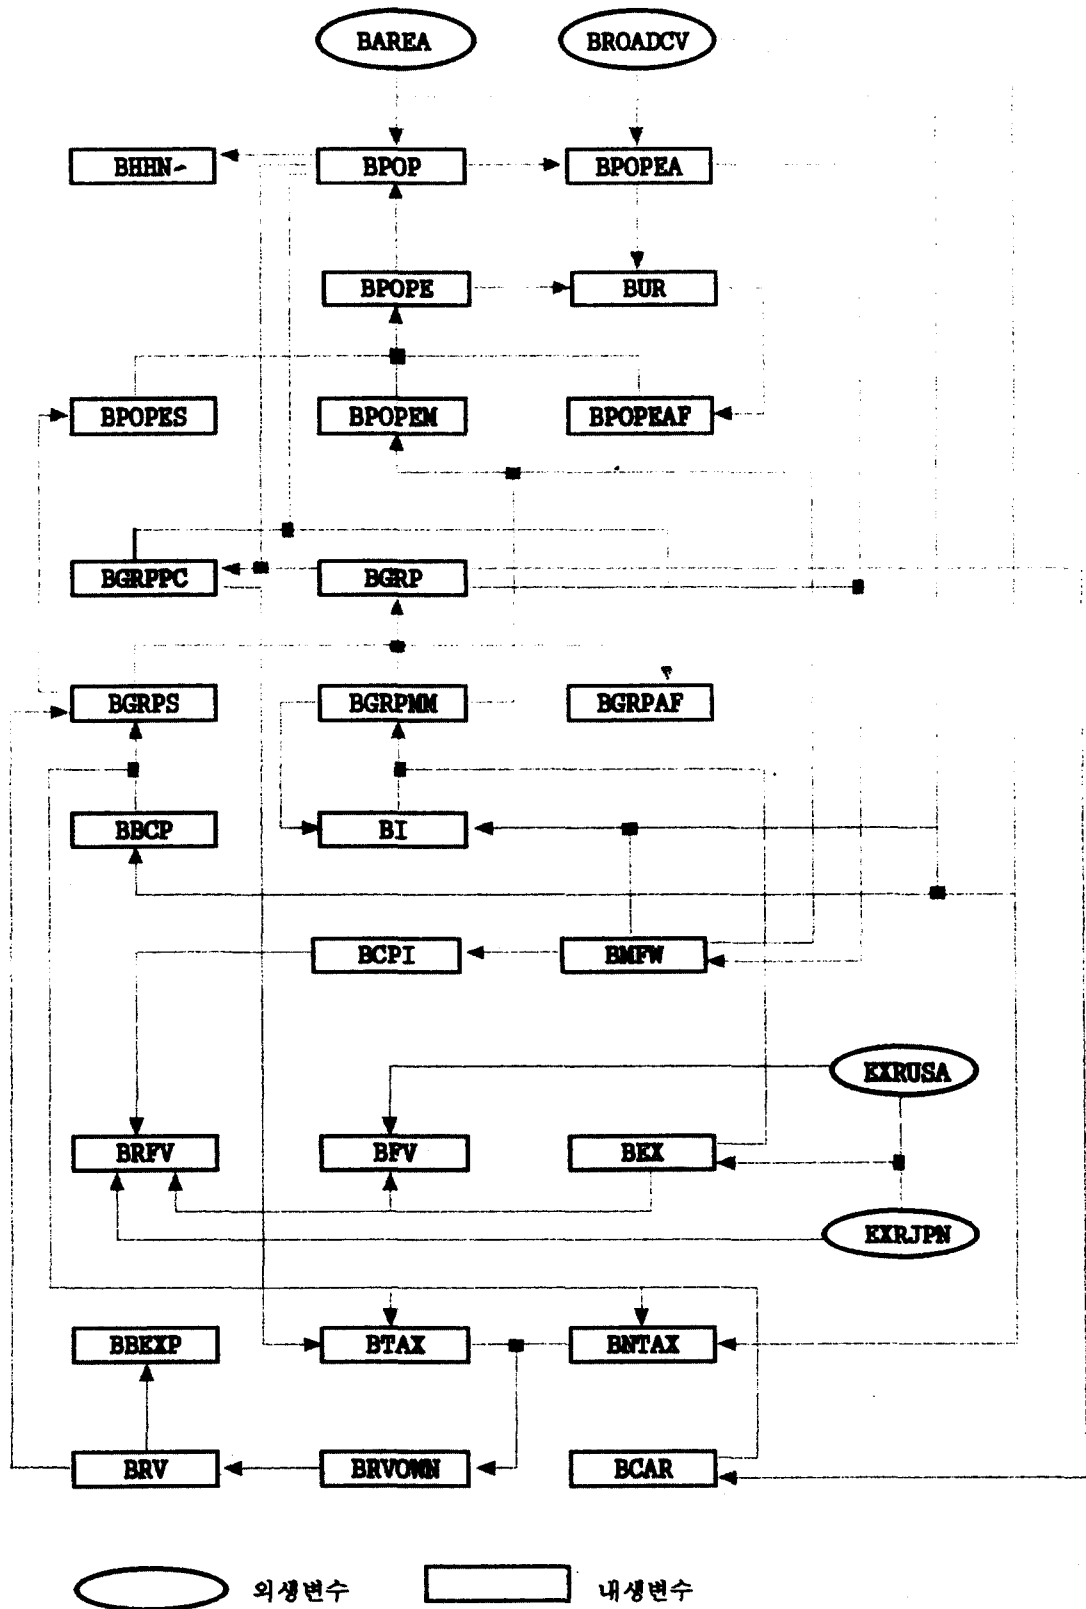 BAREA BROADCV
BHHN BPOP BPOPEA
BPOPE BUR
BPOPES BPOPEM BPOPEAF
BGRPPC BGRP
BGRPS BGRPMM BGRPAF
BBCP BI
BCPI BMFW
EXRUSA
BRFV BFV BEX
EXRJPN
BBEXP BTAX BNTAX
BRV BRVOWN BCAR
외생변수 내생변수